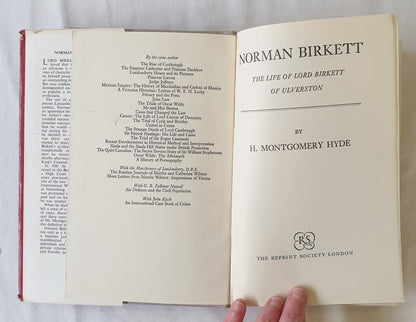 NORMAN
By the same author
The Rise of Castlereagh
The Empress Catherine and Princess Dashkov
Londonderry House and its Pictures
Princess Lieven
Judge Jeffreys
Mexican Empire: The History of Maximilian and Carlota of Mexico
A Victorian Historian: Letters of W. E. H. Lecky
Privacy and the Press
John Law
The Trials of Oscar Wilde
Mr and Mrs Beeton
Cases that Changed the Law
Carson: The Life of Lord Carson of Duncairn
The Trial of Craig and Bentley
United in Crime
The Strange Death of Lord Castlereagh
Sir Patrick Hastings: His Life and Cases
The Trial of Sir Roger Casement
Recent Developments in Historical Method and Interpretation
Simla and the Simla Hill States under British Protection
The Quiet Canadian: The Secret Service Story of Sir William Stephenson
Oscar Wilde: The Aftermath
A History of Pornography
With the Marchioness of Londonderry, D.B.E.
The Russian Journals of Martha and Catherine Wilmot
More Letters from Martha Wilmot: Impressions of Vienna
With G. R. Falkiner Nuttall
Air Defence and the Civil Population
With John Kisch
An International Case Book of Crime
NORMAN BIRKETT
THE LIFE OF LORD BIRKETT
OF ULVERSTON
BY
H. MONTGOMERY HYDE
RS
THE REPRINT SOCIETY LONDON